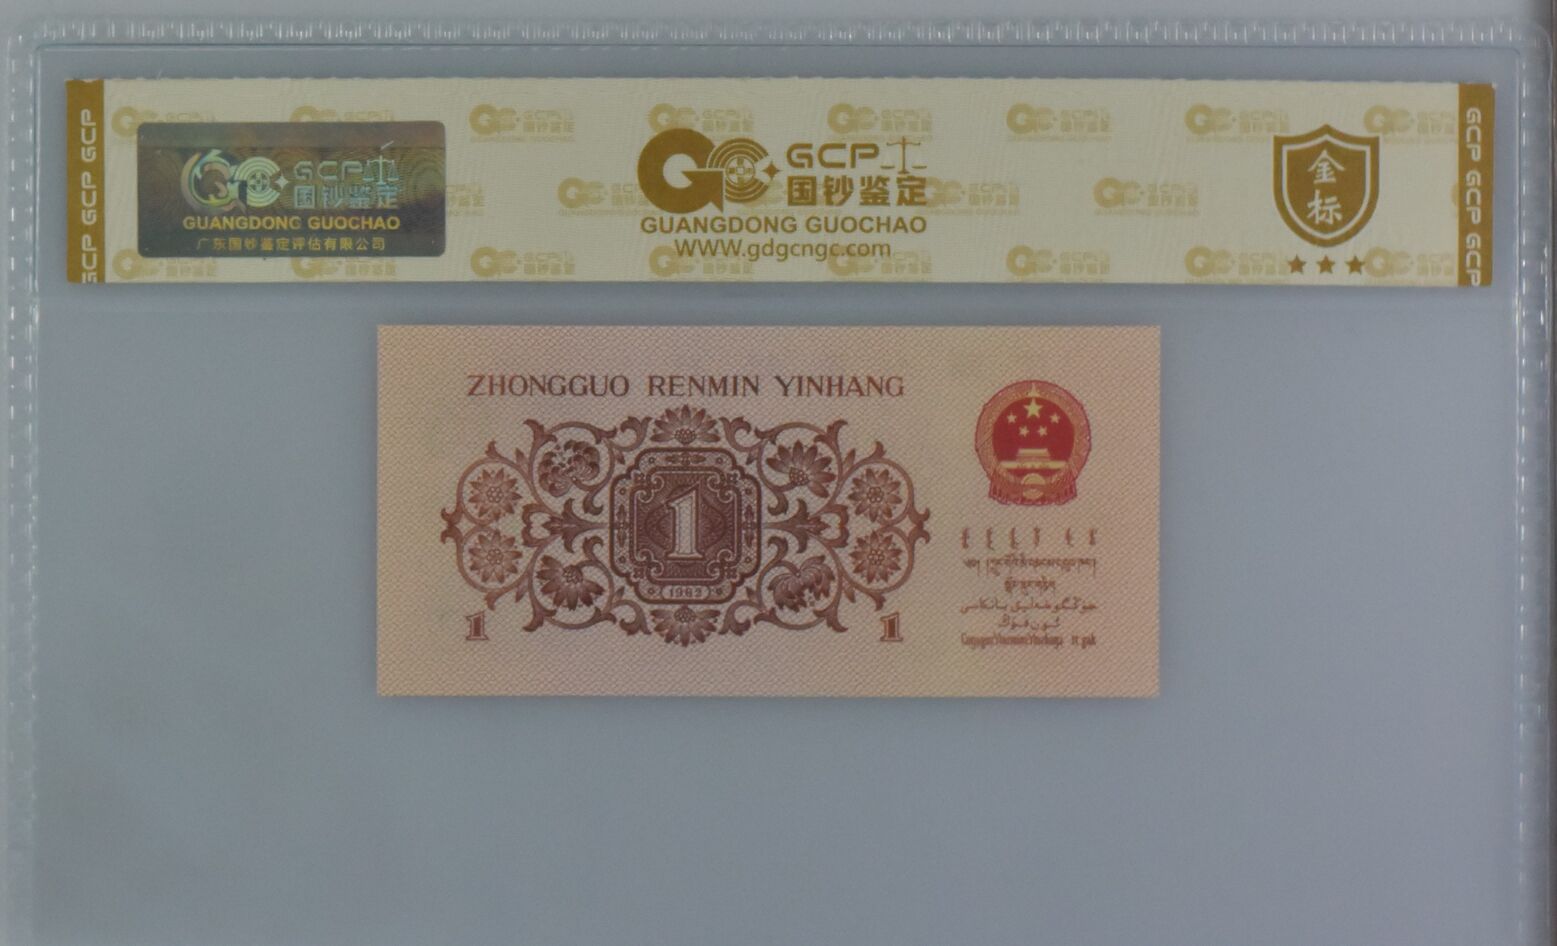 GCP GCP GCP
GCP
国钞鉴定
GUANGDONG GUOCHAO
广东国钞鉴定评估有限公司
GCP
国钞鉴定
GUANGDONG GUOCHAO
WWW.gdgcngc.com
金标
GCP GCP GCP
ZHONGGUO RENMIN YINHANG
1
1962
1
1